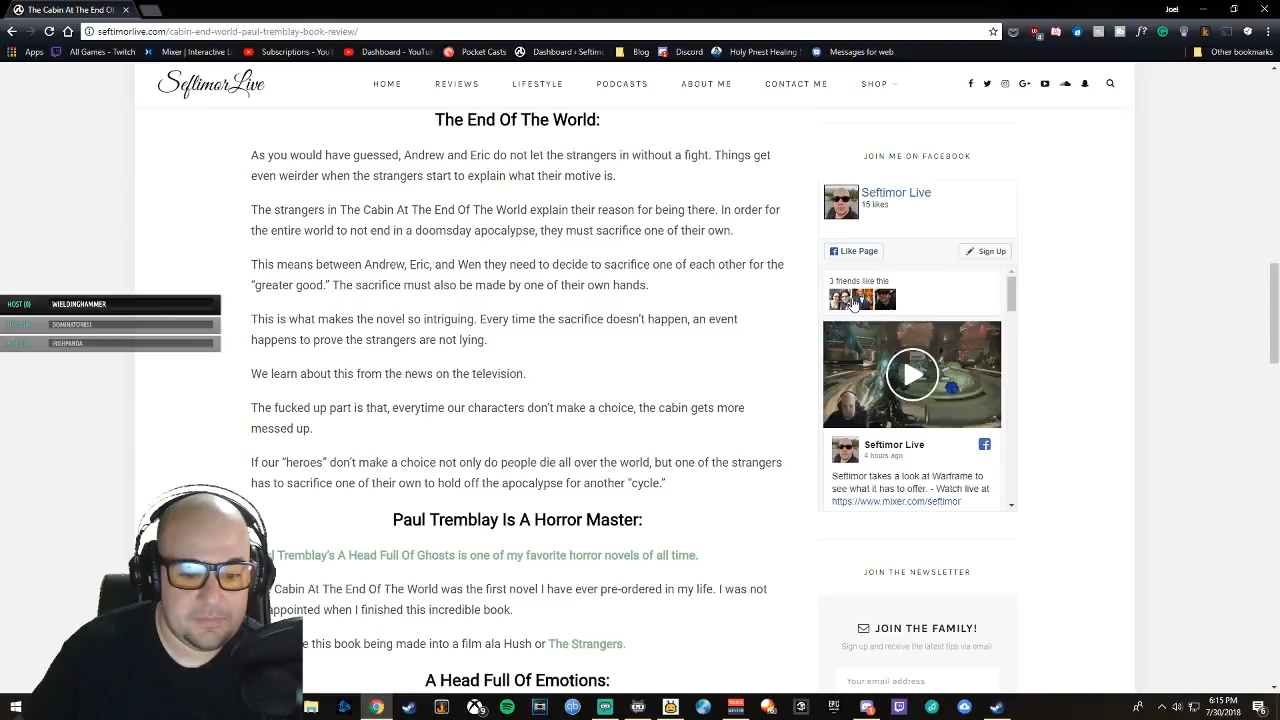 The Cabin At The End Of T
Joel
seftimorlive.com/cabin-end-world-paul-tremblay-book-review/
Apps
All Games - Twitch
Mixer | Interactive L
Subscriptions - You
Dashboard - YouTu
Pocket Casts
Dashboard ‹ Seftim
Blog
Discord
Holy Priest Healing
Messages for web
Other bookmarks
SeftimorLive
HOME
REVIEWS
LIFESTYLE
PODCASTS
ABOUT ME
CONTACT ME
SHOP
The End Of The World:
As you would have guessed, Andrew and Eric do not let the strangers in without a fight. Things get
even weirder when the strangers start to explain what their motive is.
The strangers in The Cabin At The End Of The World explain their reason for being there. In order for
the entire world to not end in a doomsday apocalypse, they must sacrifice one of their own.
This means between Andrew, Eric, and Wen they need to decide to sacrifice one of each other for the
“greater good.” The sacrifice must also be made by one of their own hands.
This is what makes the novel so intriguing. Every time the sacrifice doesn’t happen, an event
happens to prove the strangers are not lying.
We learn about this from the news on the television.
The fucked up part is that, everytime our characters don’t make a choice, the cabin gets more
messed up.
If our “heroes” don’t make a choice not only do people die all over the world, but one of the strangers
has to sacrifice one of their own to hold off the apocalypse for another “cycle.”
Paul Tremblay Is A Horror Master:
Tremblay’s A Head Full Of Ghosts is one of my favorite horror novels of all time.
Cabin At The End Of The World was the first novel I have ever pre-ordered in my life. I was not
appointed when I finished this incredible book.
this book being made into a film ala Hush or The Strangers.
A Head Full Of Emotions:
JOIN ME ON FACEBOOK
Seftimor Live
15 likes
Like Page
Sign Up
3 friends like this
Seftimor Live
4 hours ago
Seftimor takes a look at Warframe to
see what it has to offer. - Watch live at
https://www.mixer.com/seftimor
JOIN THE NEWSLETTER
JOIN THE FAMILY!
Sign up and receive the latest tips via email.
Your email address
HOST (0) WIELDINGHAMMER
DOMINATOR651
IRISHPANDA
6:15 PM
7/30/2018